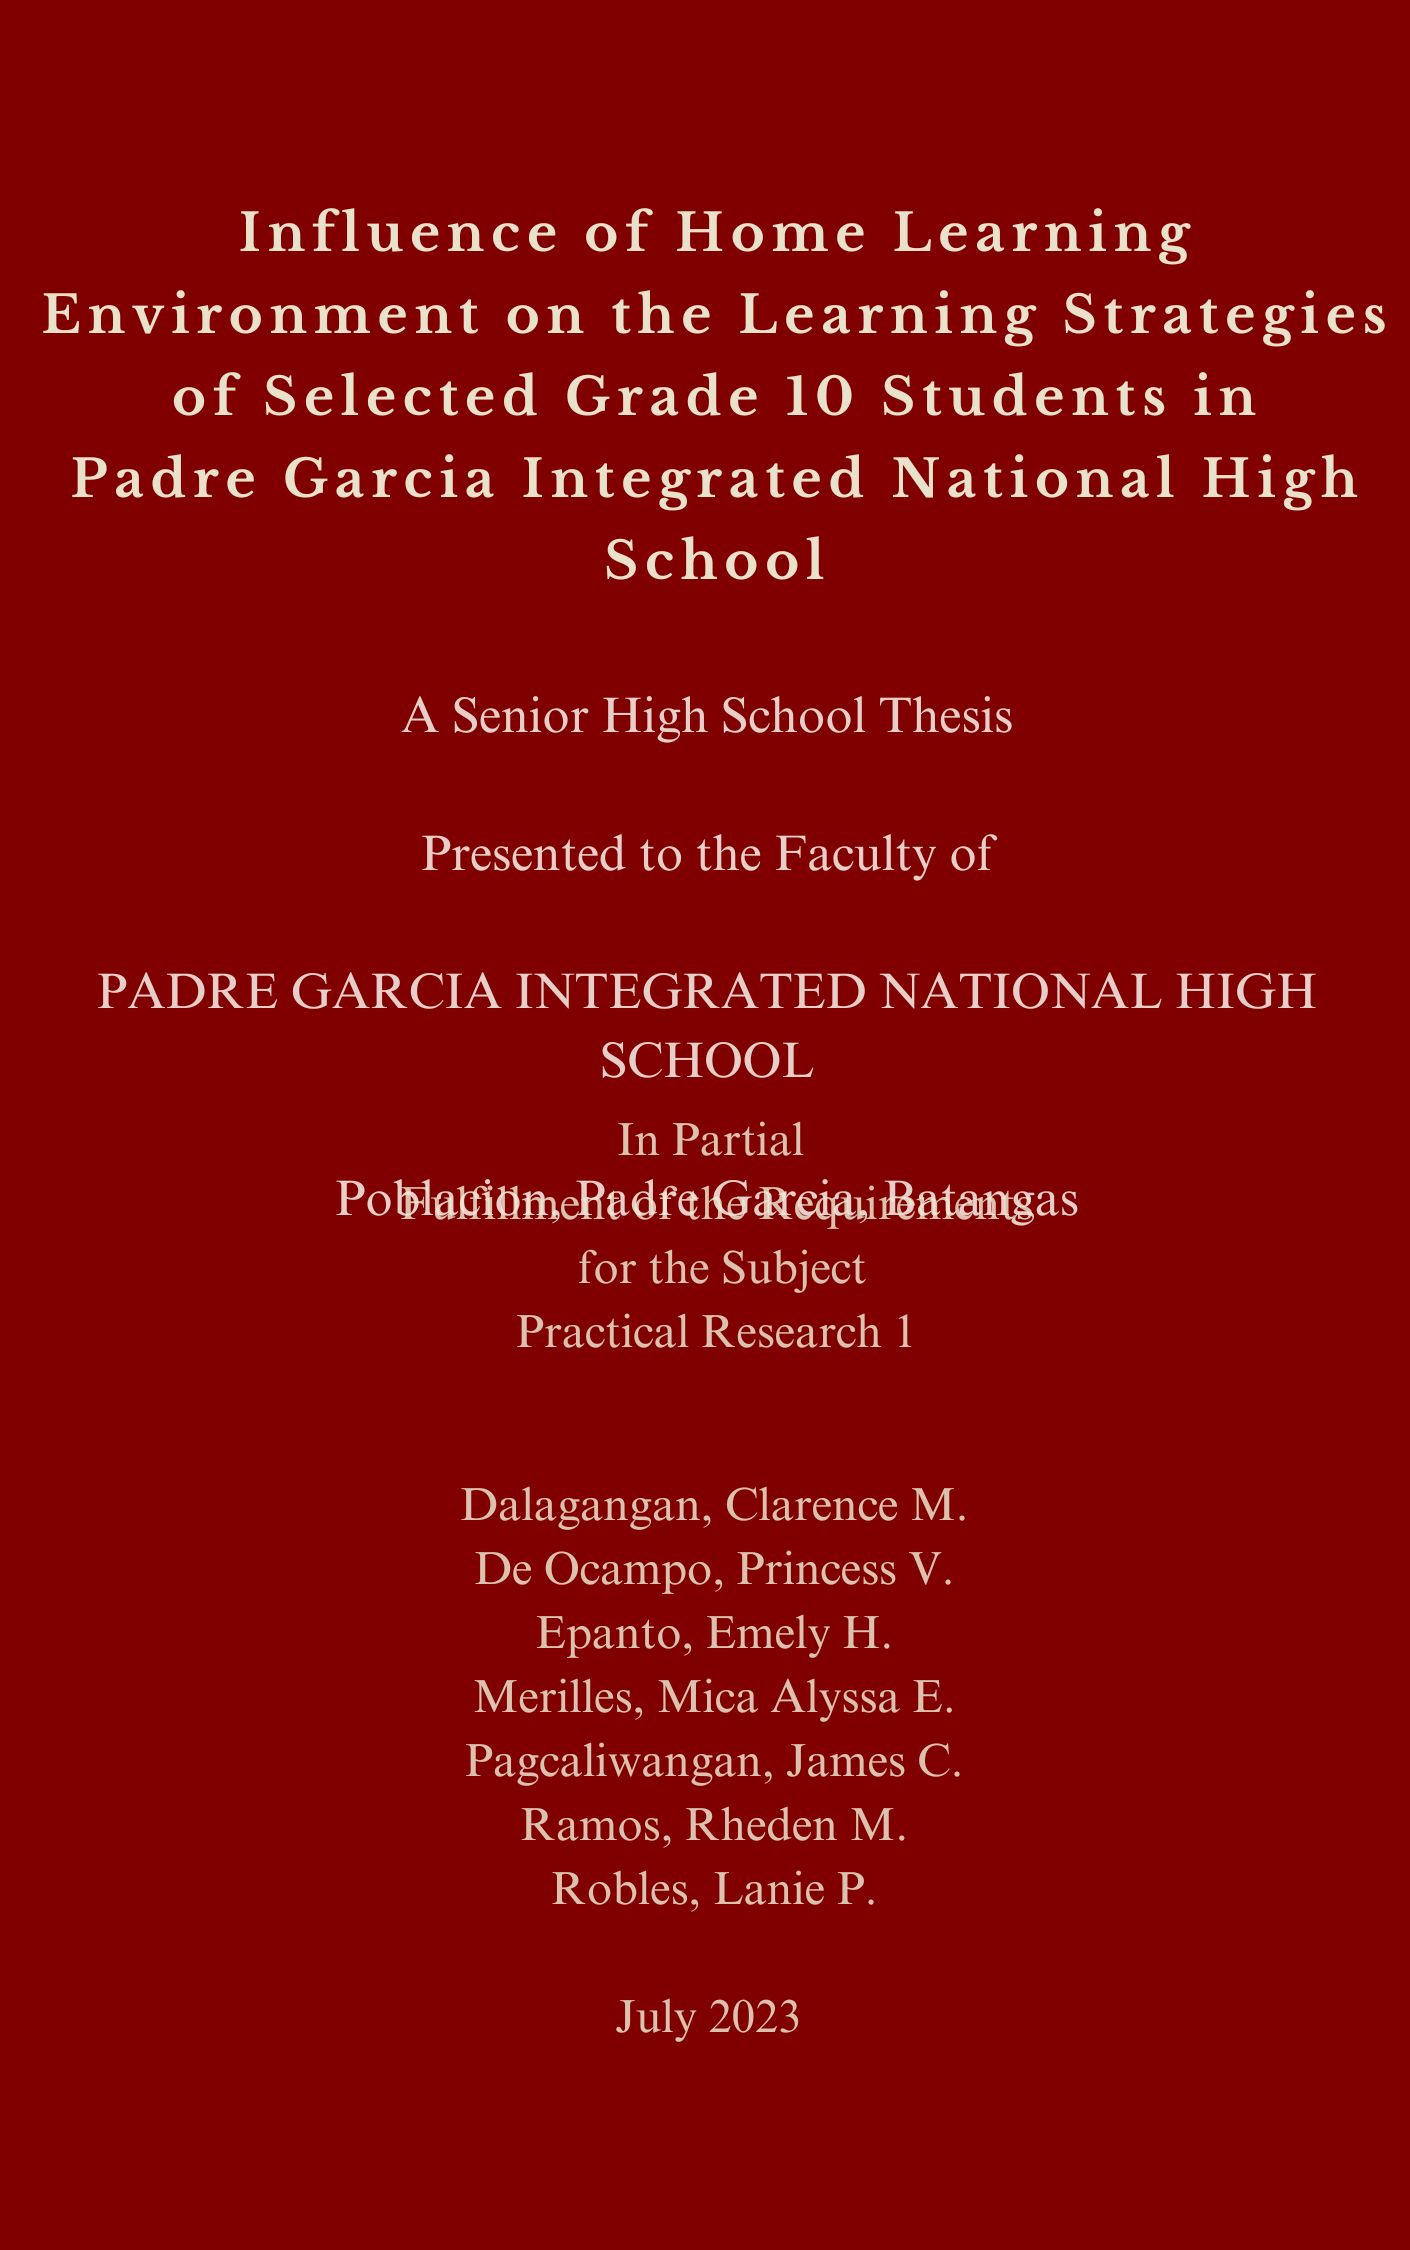 Influence of Home Learning
Environment on the Learning Strategies
of Selected Grade 10 Students in
Padre Garcia Integrated National High
School
A Senior High School Thesis
Presented to the Faculty of
PADRE GARCIA INTEGRATED NATIONAL HIGH
SCHOOL
In Partial
Poblacion, Padre Garcia, Batangas
Fulfillment of the Requirements
for the Subject
Practical Research 1
Dalagangan, Clarence M.
De Ocampo, Princess V.
Epanto, Emely H.
Merilles, Mica Alyssa E.
Pagcaliwangan, James C.
Ramos, Rheden M.
Robles, Lanie P.
July 2023